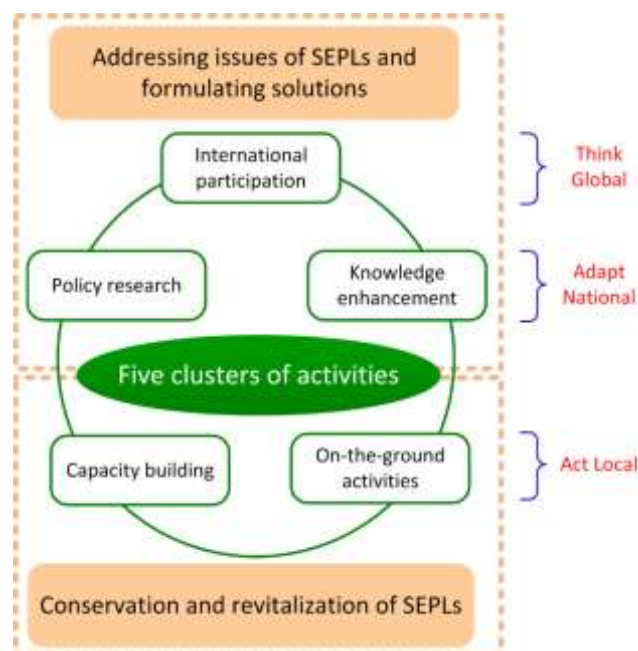 Addressing issues of SEPLs and
formulating solutions
International
participation
Think
Global
Policy research
Knowledge
enhancement
Adapt
National
Five clusters of activities
Capacity building
On-the-ground
activities
Act Local
Conservation and revitalization of SEPLs